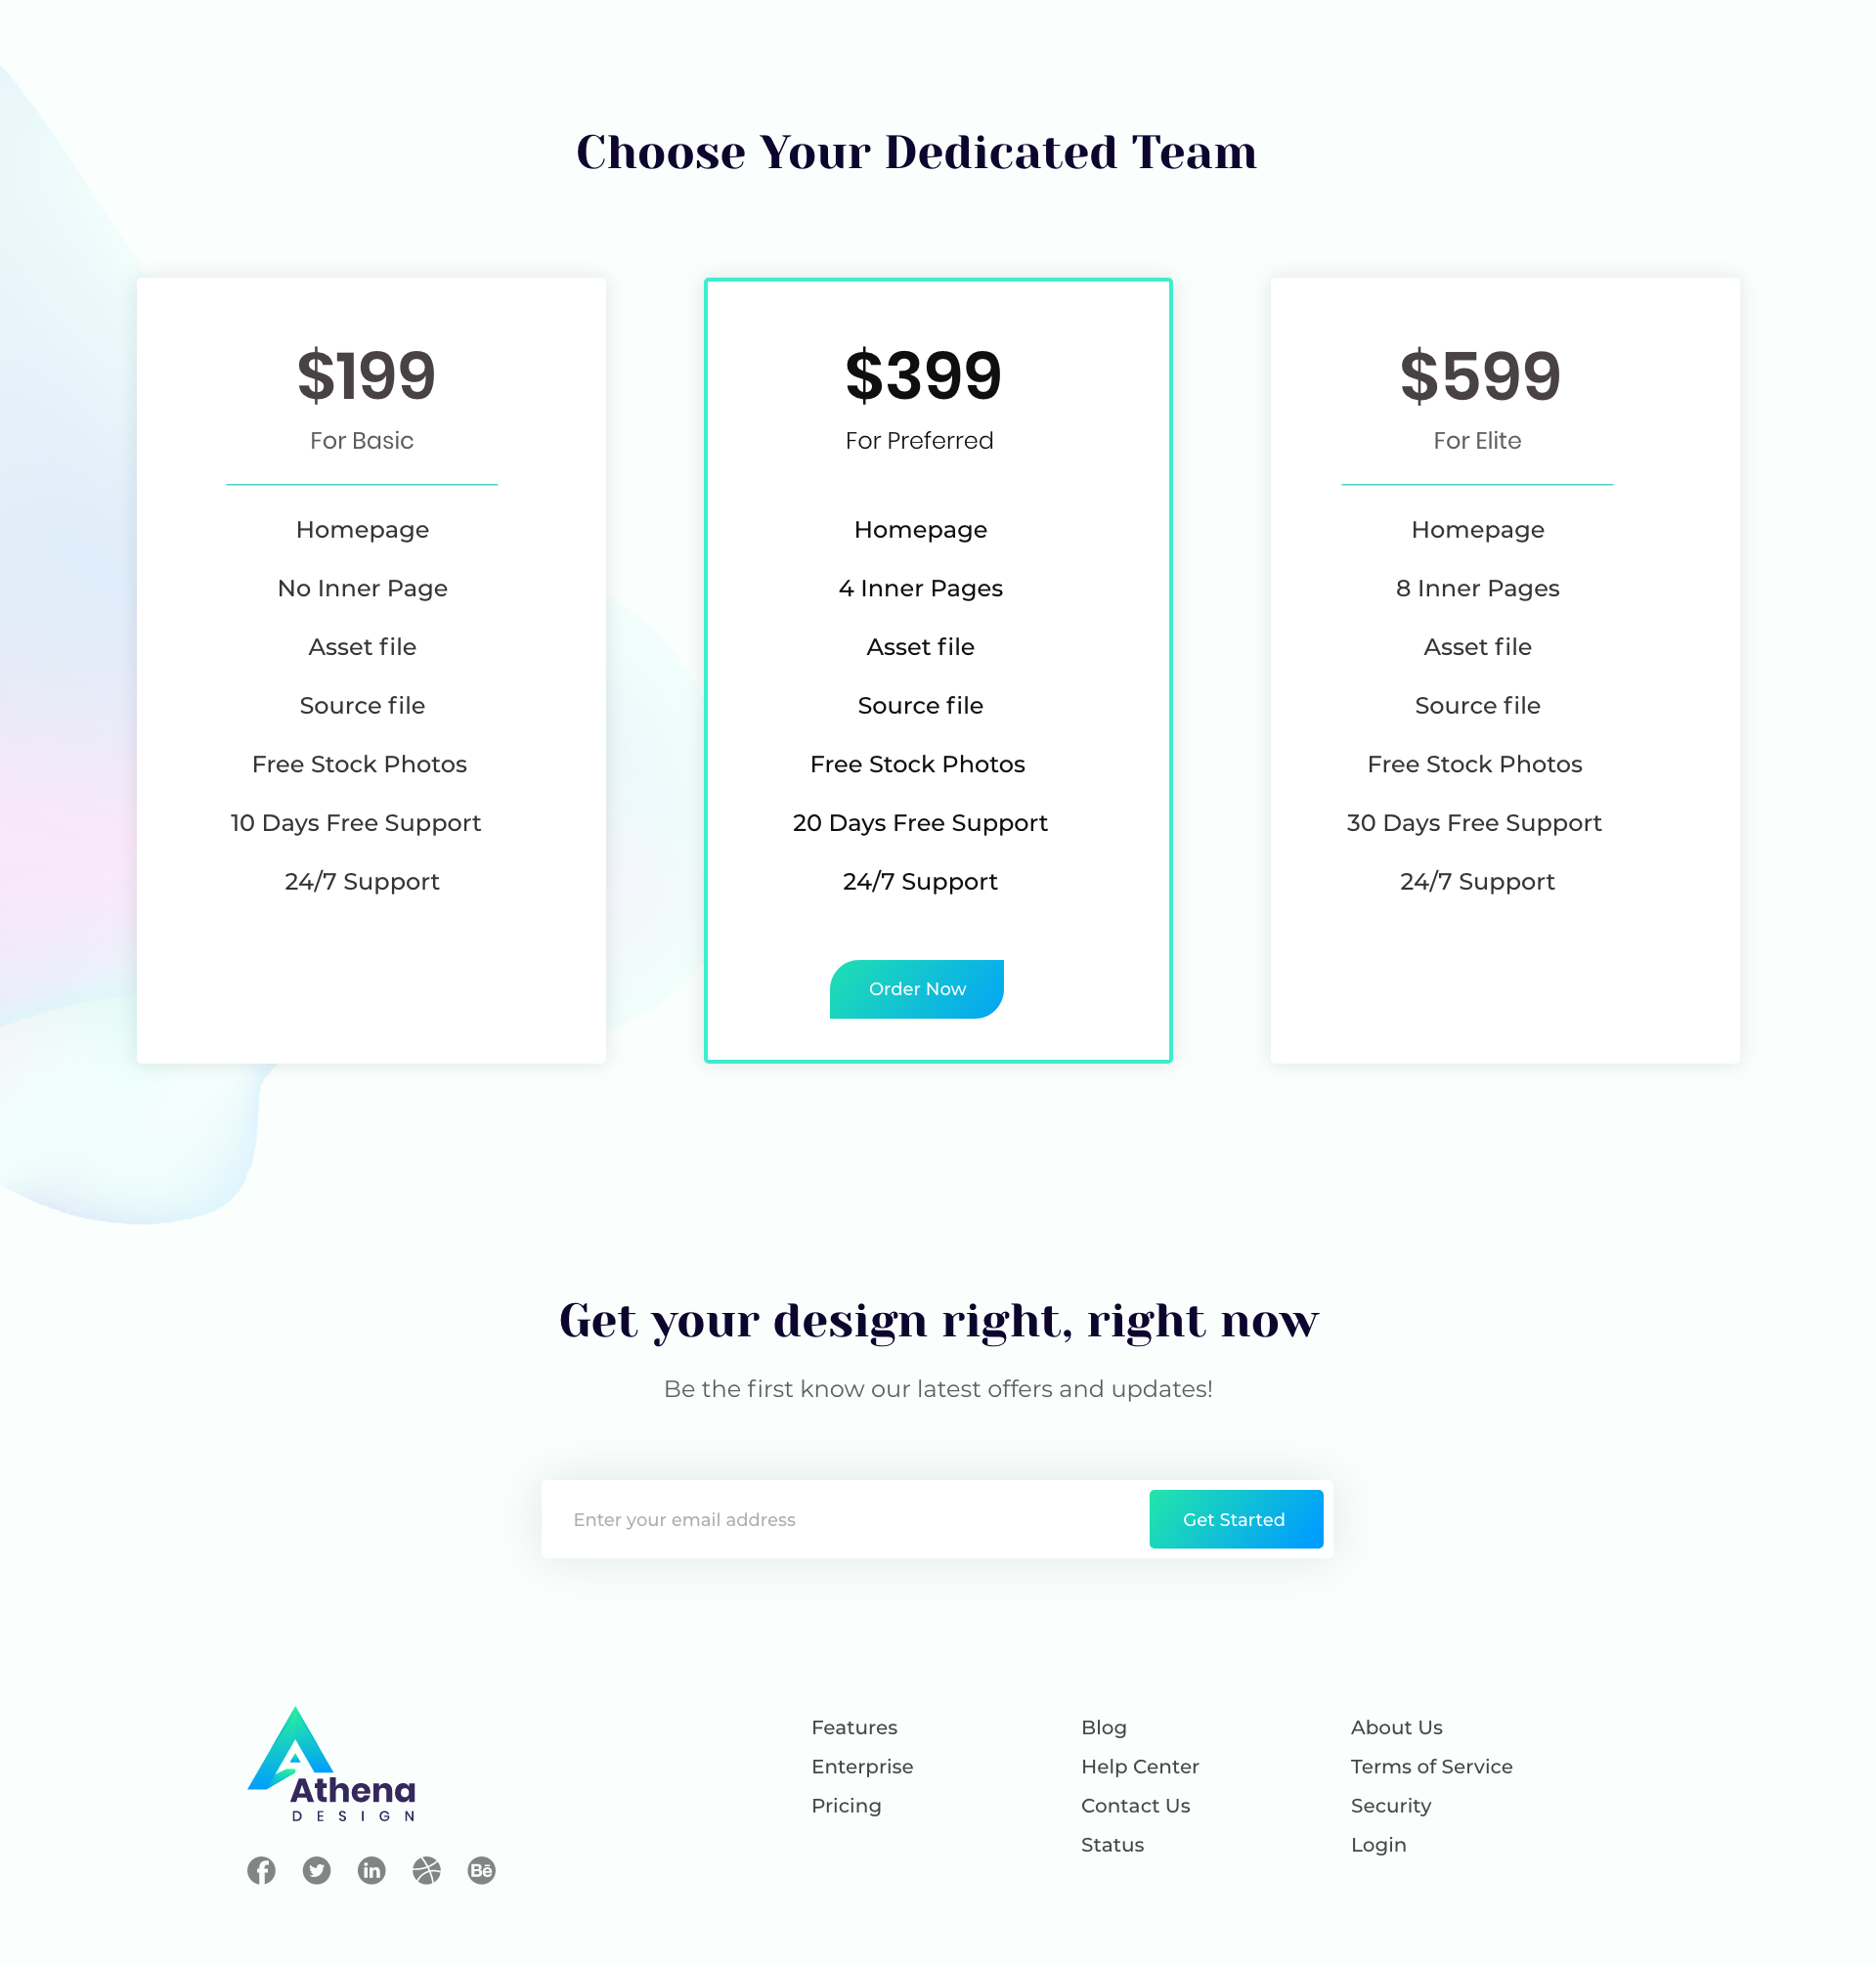 Choose Your Dedicated Team
$199
For Basic
Homepage
No Inner Page
Asset file
Source file
Free Stock Photos
10 Days Free Support
24/7 Support
$399
For Preferred
Homepage
4 Inner Pages
Asset file
Source file
Free Stock Photos
20 Days Free Support
24/7 Support
Order Now
$599
For Elite
Homepage
8 Inner Pages
Asset file
Source file
Free Stock Photos
30 Days Free Support
24/7 Support
Get your design right, right now
Be the first know our latest offers and updates!
Enter your email address
Get Started
Athena
DESIGN
Features
Enterprise
Pricing
Blog
Help Center
Contact Us
Status
About Us
Terms of Service
Security
Login